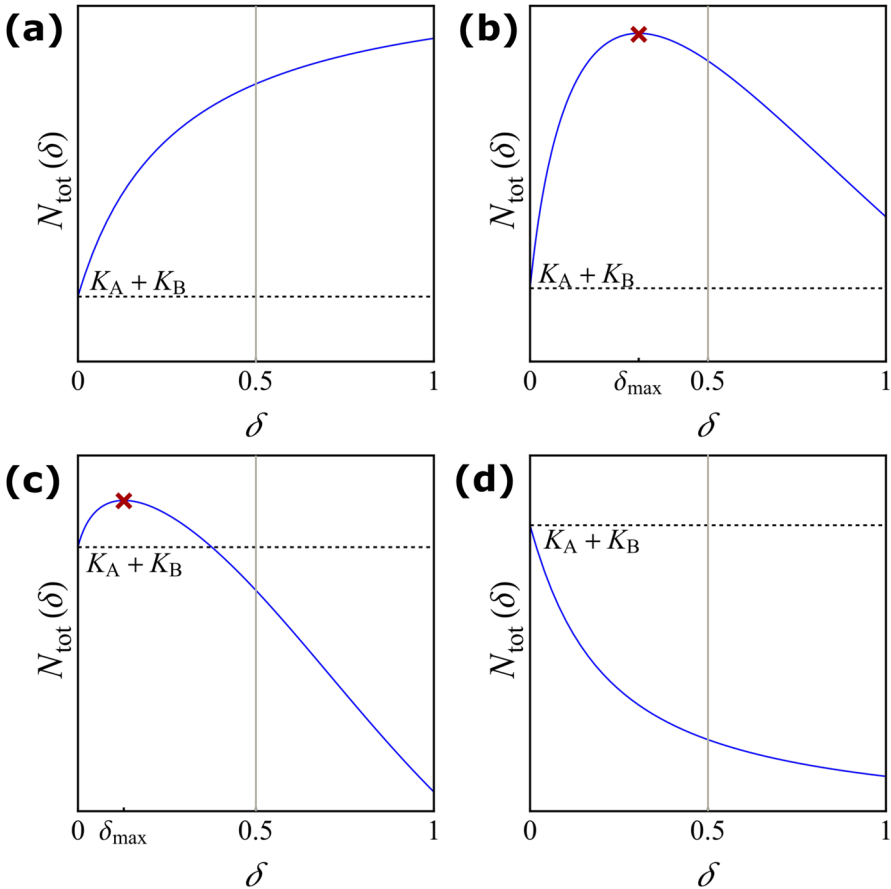 (a)
N_tot(δ)
K_A + K_B
0 0.5 1
δ
(b)
N_tot(δ)
K_A + K_B
0 δ_max 0.5 1
δ
(c)
N_tot(δ)
K_A + K_B
0 δ_max 0.5 1
δ
(d)
N_tot(δ)
K_A + K_B
0 0.5 1
δ